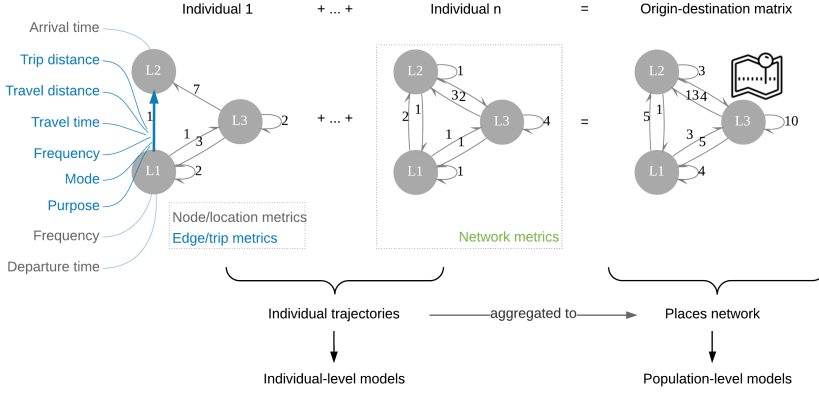 Individual 1 + ... + Individual n = Origin-destination matrix
Arrival time
Trip distance
Travel distance
Travel time
Frequency
Mode
Purpose
Frequency
Departure time
L2
7
1
L3
2
1
3
L1
2
Node/location metrics
Edge/trip metrics
+ ... +
L2
1
3 2
2
1
L3
4
1
1
L1
1
Network metrics
=
L2
3
13 4
5
1
L3
10
3
5
L1
4
Individual trajectories
aggregated to
Places network
Individual-level models
Population-level models